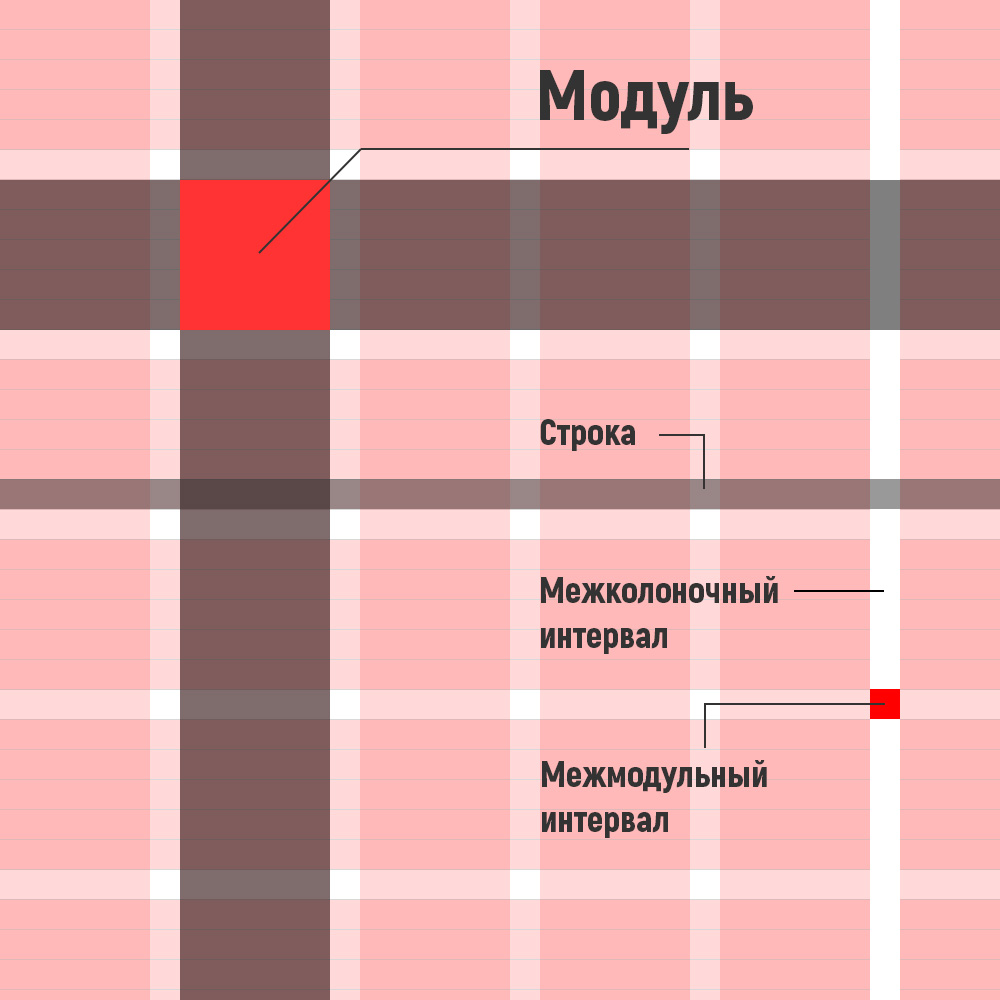 Модуль
Строка
Межколоночный
интервал
Межмодульный
интервал